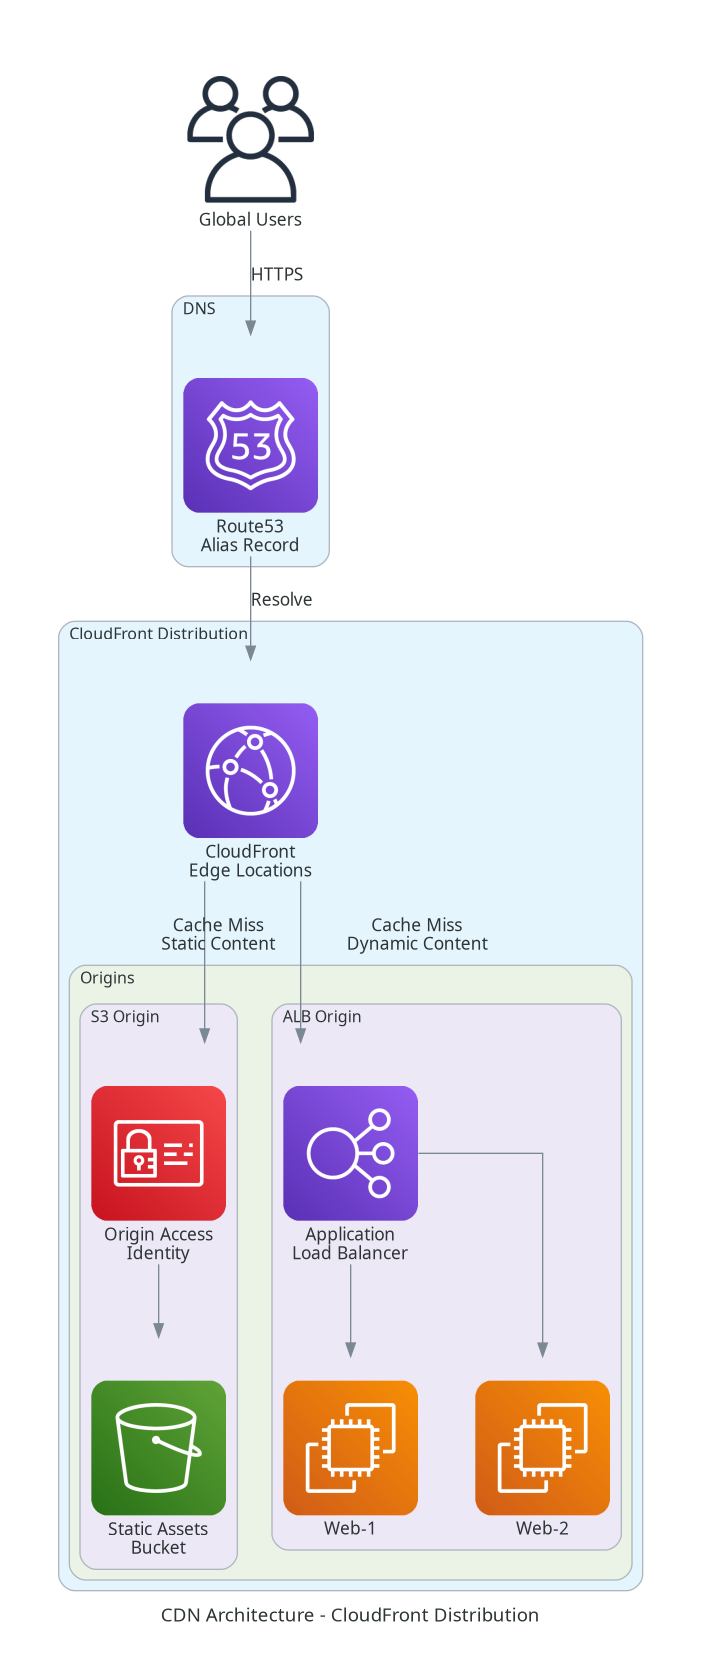 Global Users
HTTPS
DNS
53
Route53
Alias Record
Resolve
CloudFront Distribution
CloudFront
Edge Locations
Cache Miss
Static Content
Cache Miss
Dynamic Content
Origins
S3 Origin
ALB Origin
Origin Access
Identity
Application
Load Balancer
Static Assets
Bucket
Web-1
Web-2
CDN Architecture - CloudFront Distribution